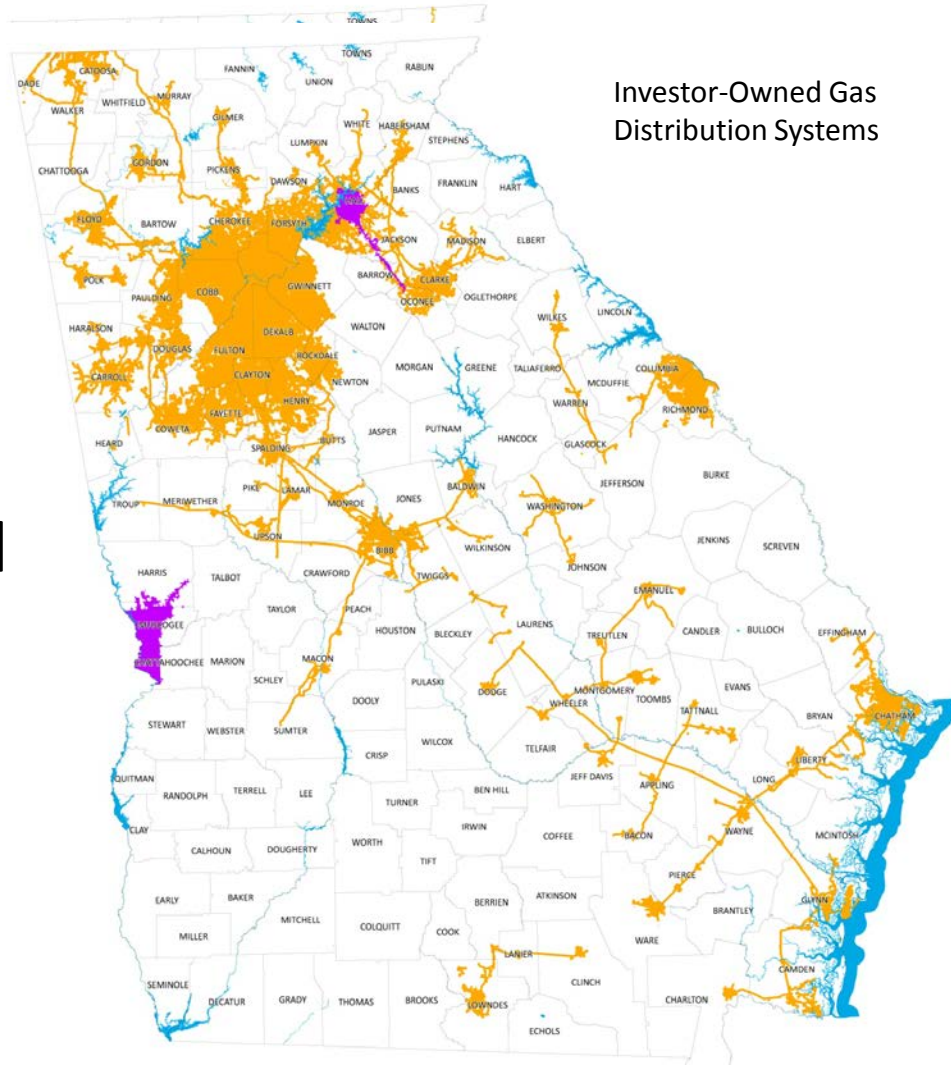 TOWNS
Investor-Owned Gas
Distribution Systems
TOWNS
RABUN
FANNIN
UNION
CATOOSA
DADE
WALKER
WHITFIELD
MURRAY
GILMER
WHITE
HABERSHAM
LUMPKIN
STEPHENS
CHATTOOGA
GORDON
PICKENS
DAWSON
BANKS
FRANKLIN
HART
FLOYD
BARTOW
CHEROKEE
FORSYTH
JACKSON
MADISON
ELBERT
POLK
BARROW
CLARKE
OCONEE
OGLETHORPE
PAULDING
COBB
GWINNETT
HARALSON
DEKALB
WALTON
WILKES
LINCOLN
DOUGLAS
FULTON
ROCKDALE
CARROLL
CLAYTON
NEWTON
MORGAN
GREENE
TALIAFERRO
MCDUFFIE
COLUMBIA
FAYETTE
HENRY
WARREN
RICHMOND
COWETA
HEARD
SPALDING
BUTTS
JASPER
PUTNAM
HANCOCK
GLASCOCK
JEFFERSON
BURKE
TROUP
MERIWETHER
PIKE
LAMAR
MONROE
JONES
BALDWIN
WASHINGTON
UPSON
BIBB
WILKINSON
JENKINS
SCREVEN
HARRIS
TALBOT
CRAWFORD
TWIGGS
JOHNSON
EMANUEL
MUSCOGEE
TAYLOR
PEACH
HOUSTON
BLECKLEY
LAURENS
TREUTLEN
CANDLER
BULLOCH
EFFINGHAM
CHATTAHOOCHEE
MARION
SCHLEY
MACON
DOOLY
PULASKI
DODGE
WHEELER
MONTGOMERY
TOOMBS
TATTNALL
EVANS
BRYAN
CHATHAM
STEWART
WEBSTER
SUMTER
CRISP
WILCOX
TELFAIR
JEFF DAVIS
APPLING
LONG
LIBERTY
QUITMAN
RANDOLPH
TERRELL
LEE
TURNER
BEN HILL
CLAY
CALHOUN
DOUGHERTY
WORTH
IRWIN
TIFT
COFFEE
BACON
WAYNE
MCINTOSH
EARLY
BAKER
MITCHELL
COLQUITT
BERRIEN
ATKINSON
PIERCE
BRANTLEY
GLYNN
MILLER
COOK
LANIER
WARE
SEMINOLE
DECATUR
GRADY
THOMAS
BROOKS
LOWNDES
CLINCH
CHARLTON
CAMDEN
ECHOLS